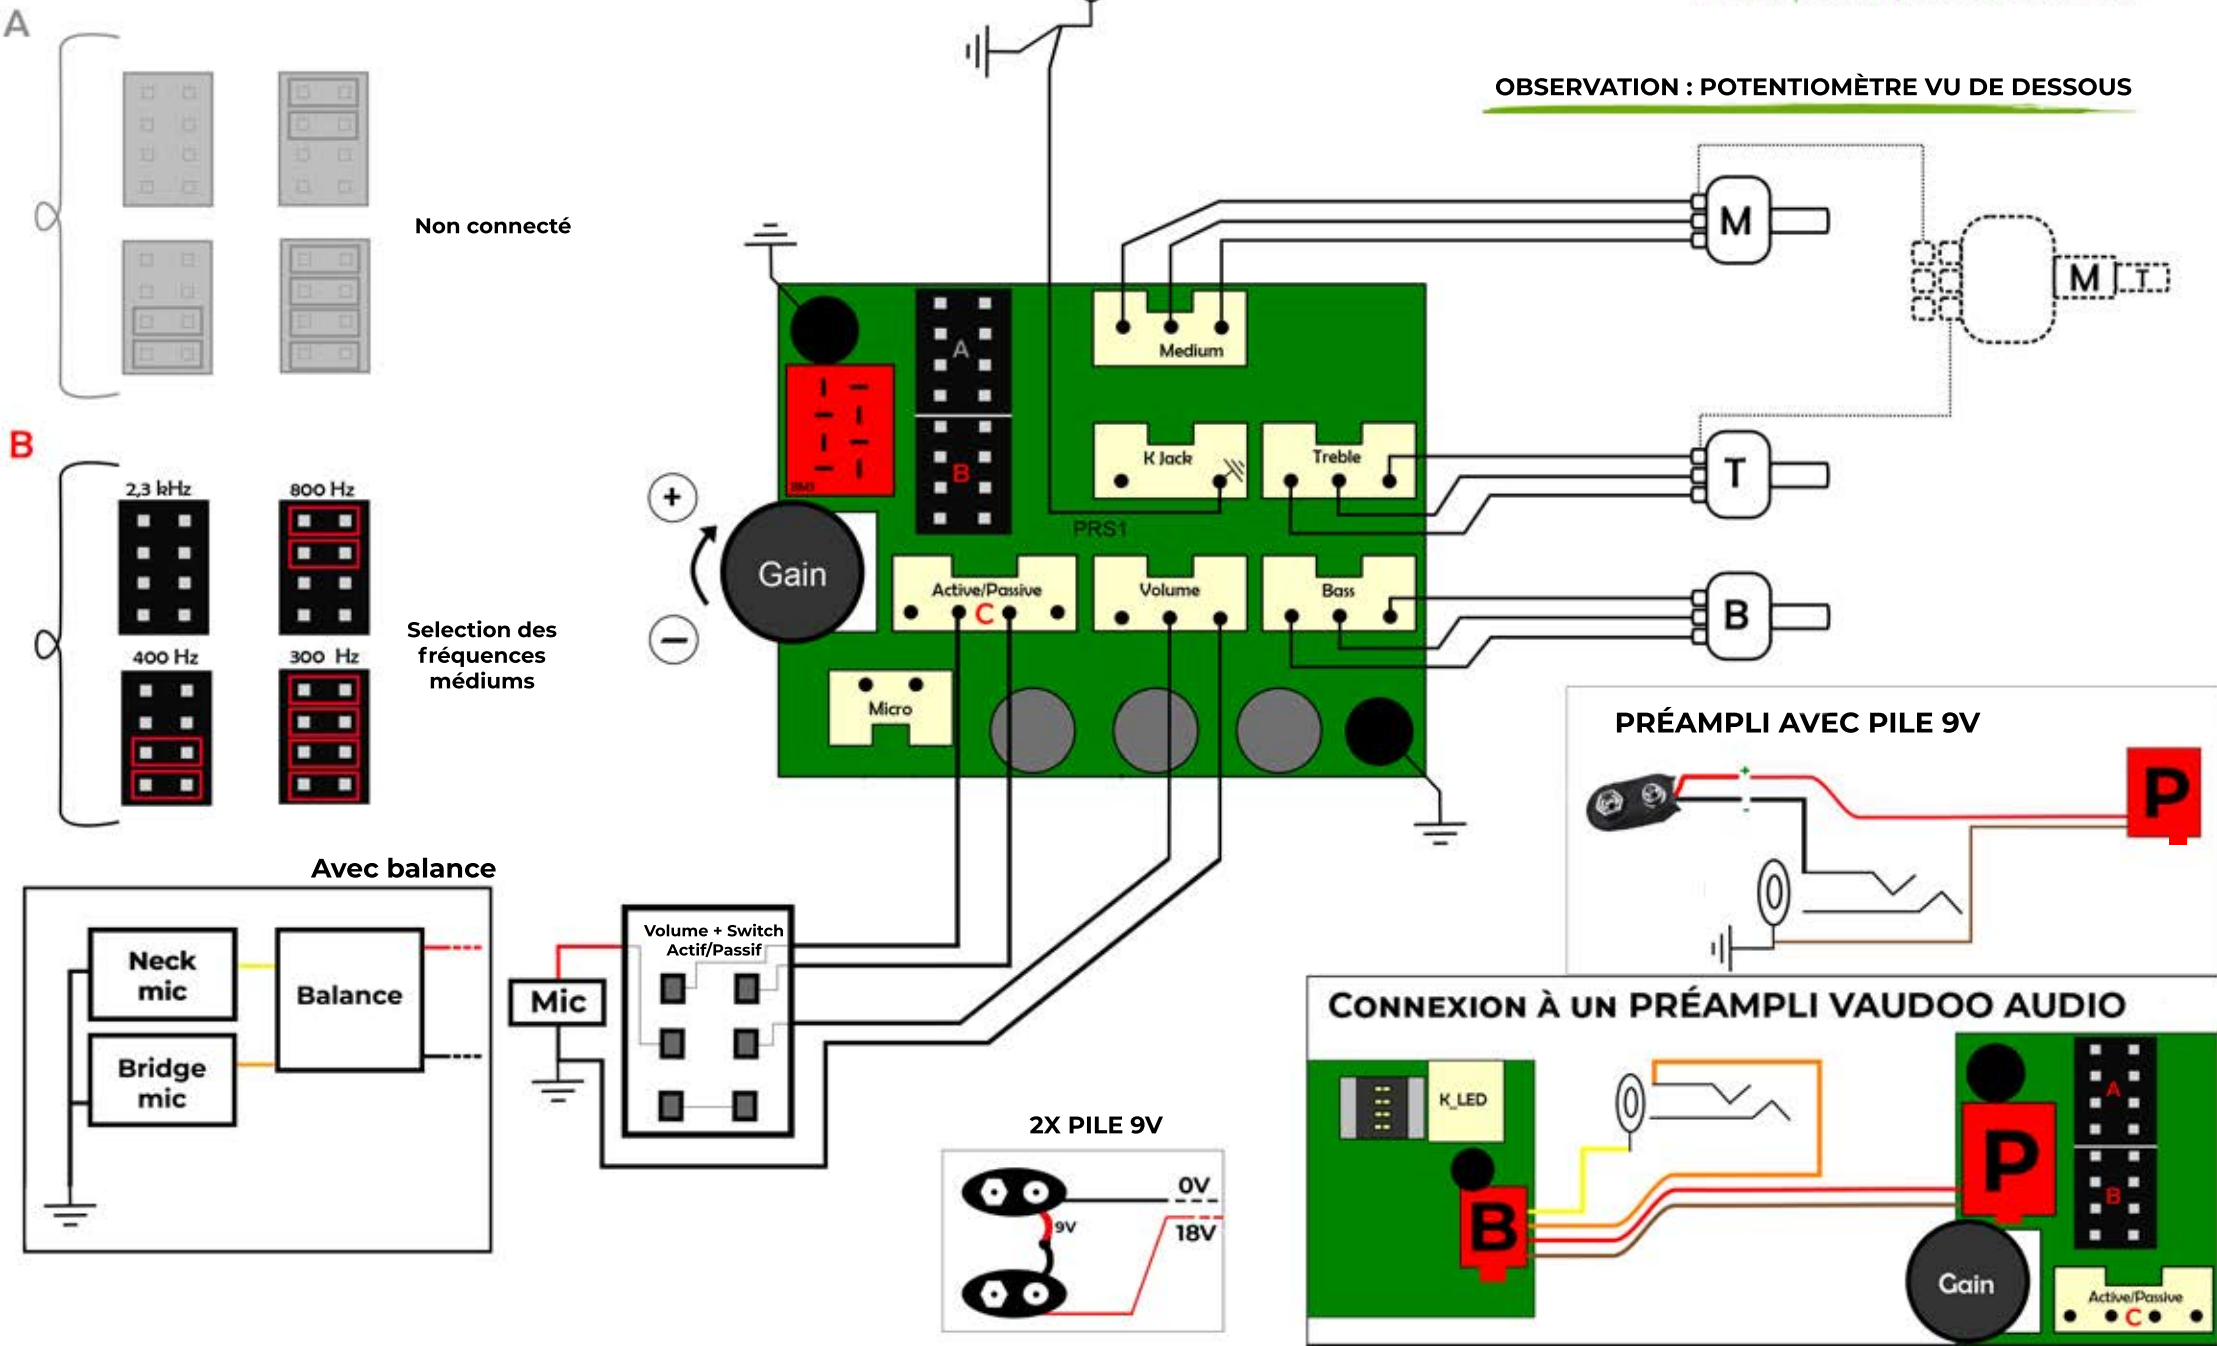 A
OBSERVATION : POTENTIOMÈTRE VU DE DESSOUS
Non connecté
M
M T
A
Medium
B
K Jack
Treble
T
PRS1
B
2,3 kHz
800 Hz
400 Hz
300 Hz
Selection des
fréquences
médiums
+
−
Gain
Active/Passive
C
Volume
Bass
B
Micro
PRÉAMPLI AVEC PILE 9V
+
-
P
Avec balance
Neck
mic
Bridge
mic
Balance
Mic
Volume + Switch
Actif/Passif
2X PILE 9V
0V
9V
18V
CONNEXION À UN PRÉAMPLI VAUDOO AUDIO
K_LED
B
P
A
B
Gain
Active/Passive
C